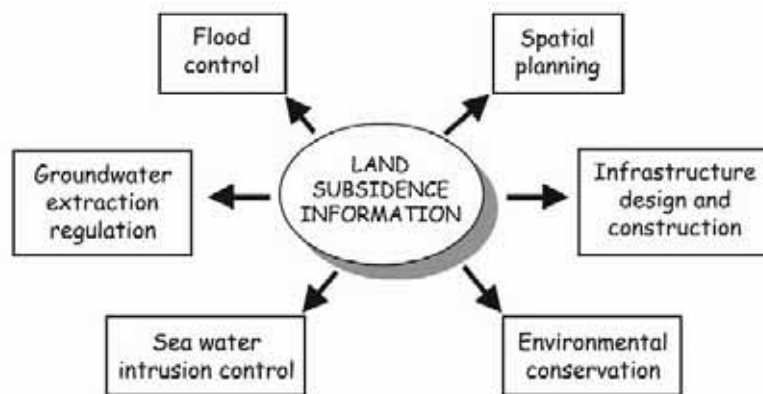 Flood
control
Spatial
planning
LAND
SUBSIDENCE
INFORMATION
Groundwater
extraction
regulation
Infrastructure
design and
construction
Sea water
intrusion control
Environmental
conservation